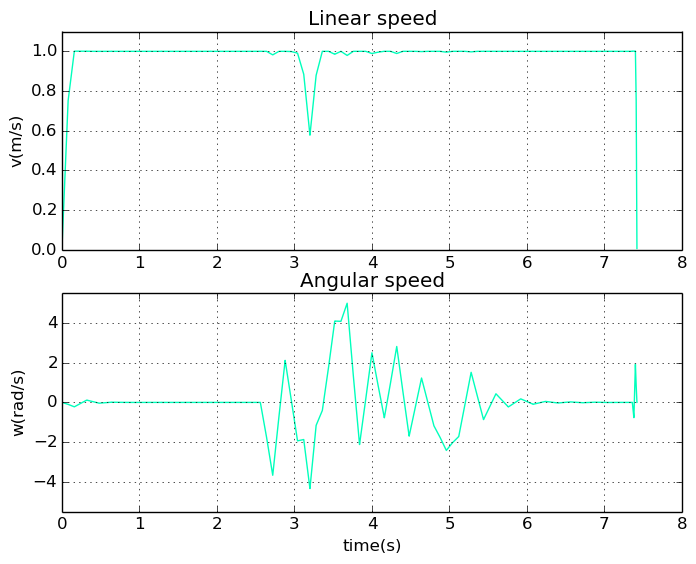 Linear speed
1.0
0.8
0.6
0.4
0.2
0.0
v(m/s)
0 1 2 3 4 5 6 7 8
Angular speed
4
2
0
−2
−4
w(rad/s)
0 1 2 3 4 5 6 7 8
time(s)